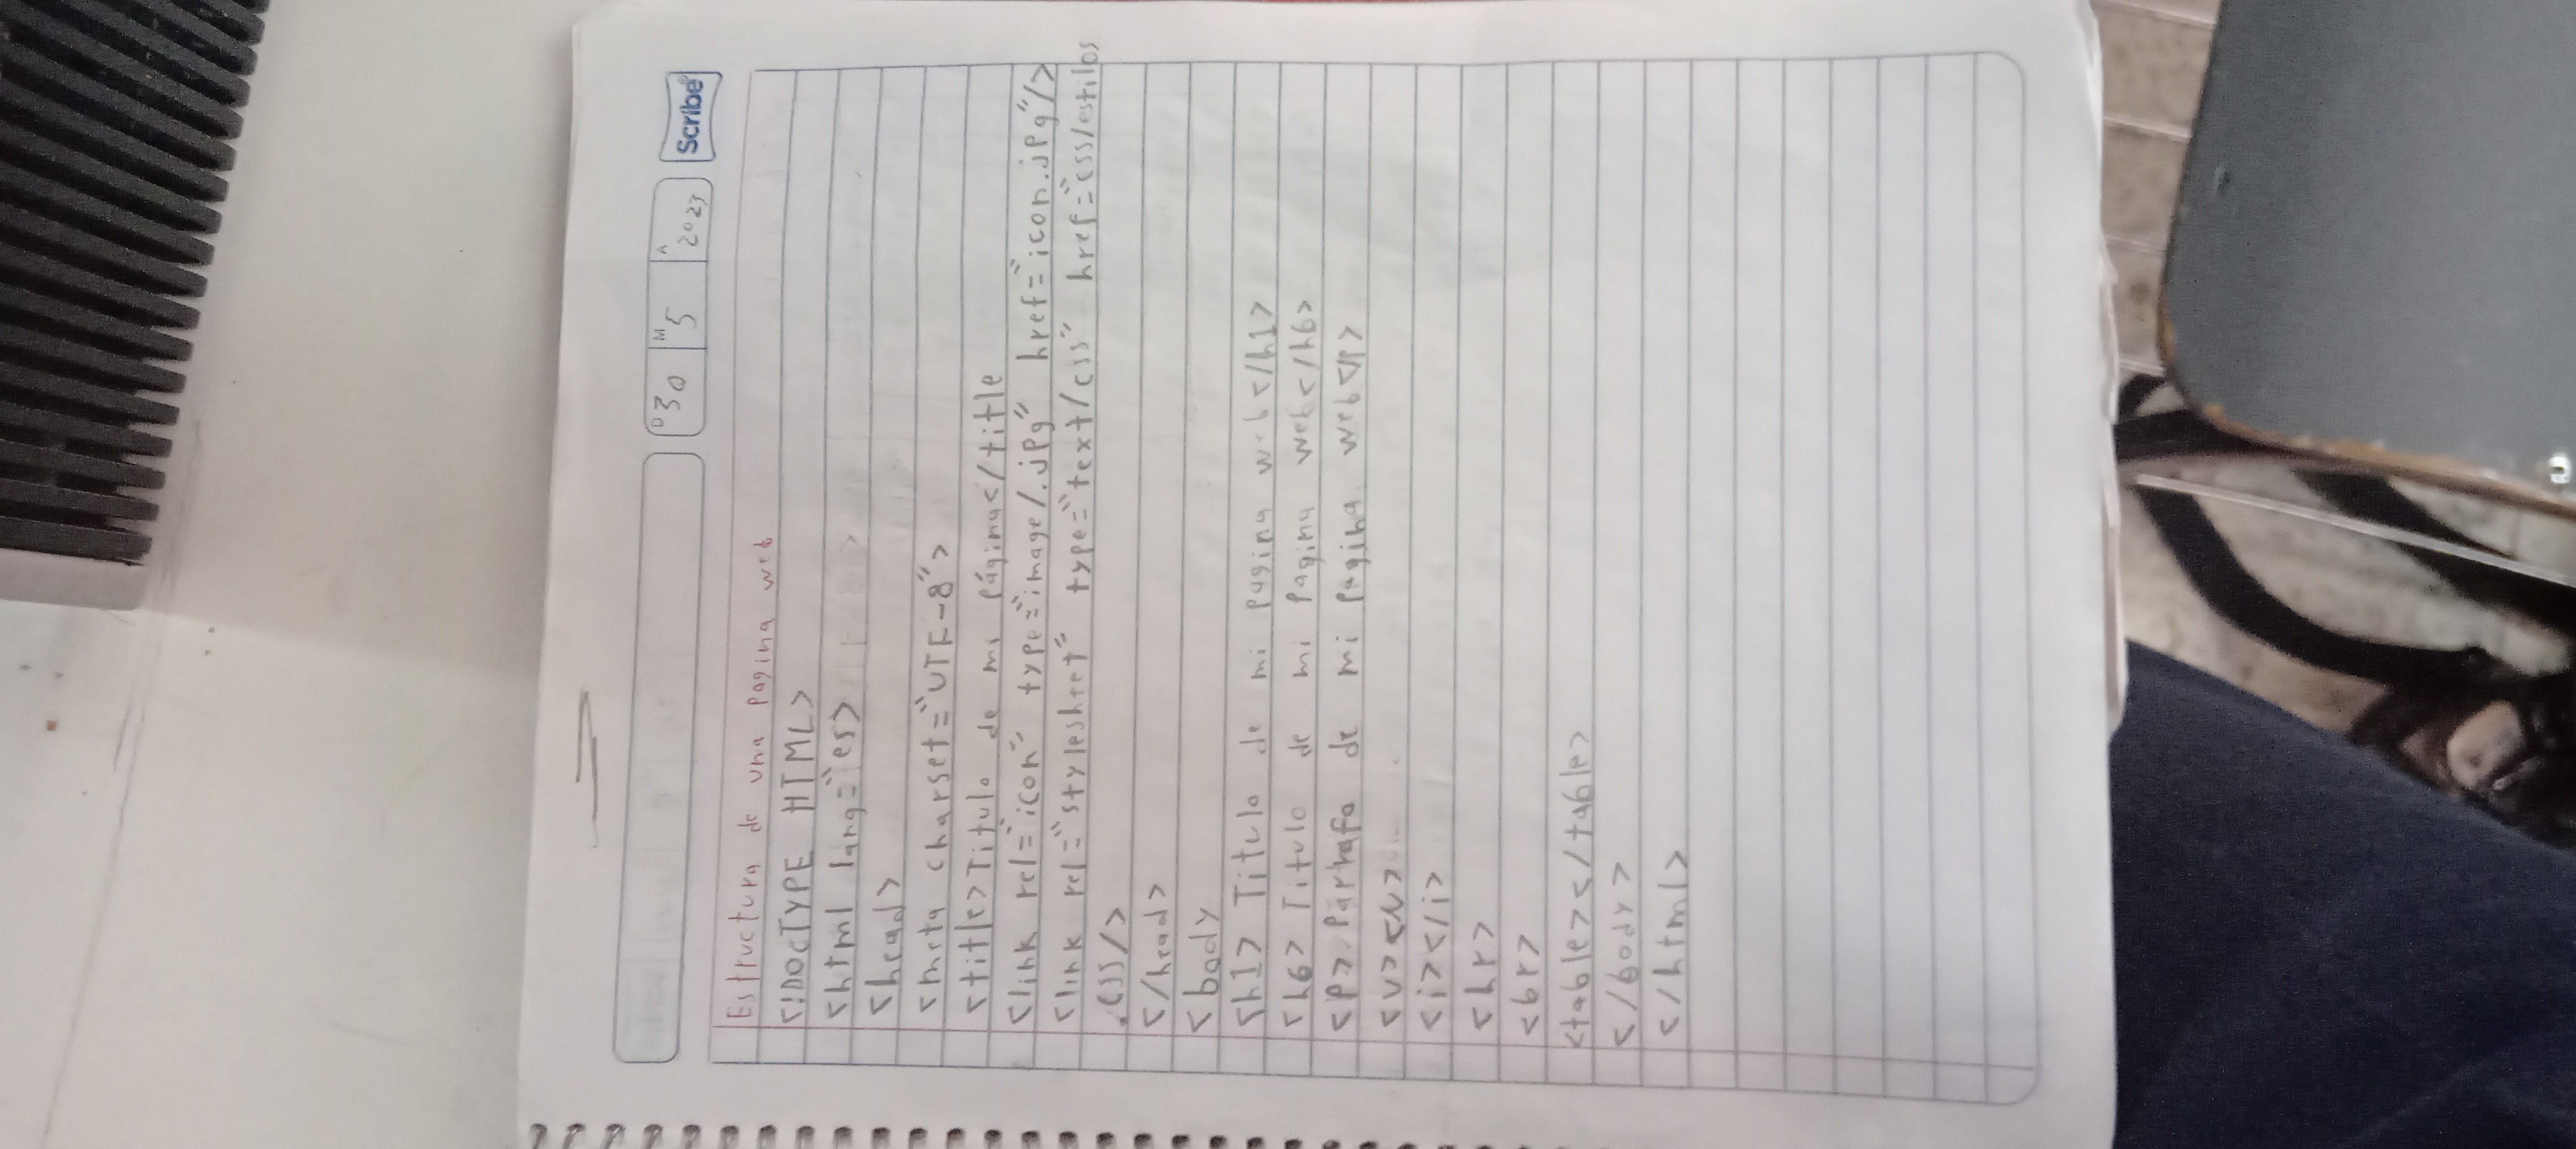 Scribe
D 30 M 5 A 2023
Estructura de una pagina web
<!DOCTYPE HTML>
<html lang="es>
<head>
<meta charset="UTF-8">
<title>Titulo de mi página</title
<link rel="icon" type="image/.jpg" href="icon.jpg"/>
<link rel="stylesheet" type="text/css" href="css/estilos
.css/>
</head>
<body
<h1> Titulo de mi pagina web</h1>
<h6> Titulo de mi pagina web</h6>
<p> Parrafo de mi pagina web</p>
<u></u>
<i></i>
<hr>
<br>
<table></table>
</body>
</html>